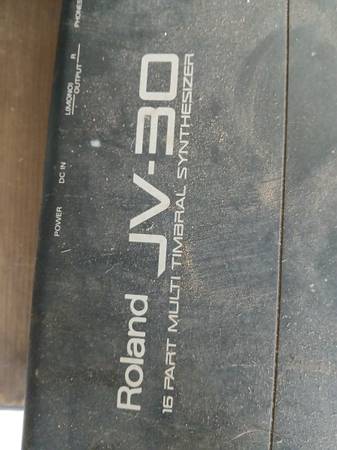 POWER
DC IN
L(MONO) R
OUTPUT
PHONES
Roland JV-30
16 PART MULTI TIMBRAL SYNTHESIZER